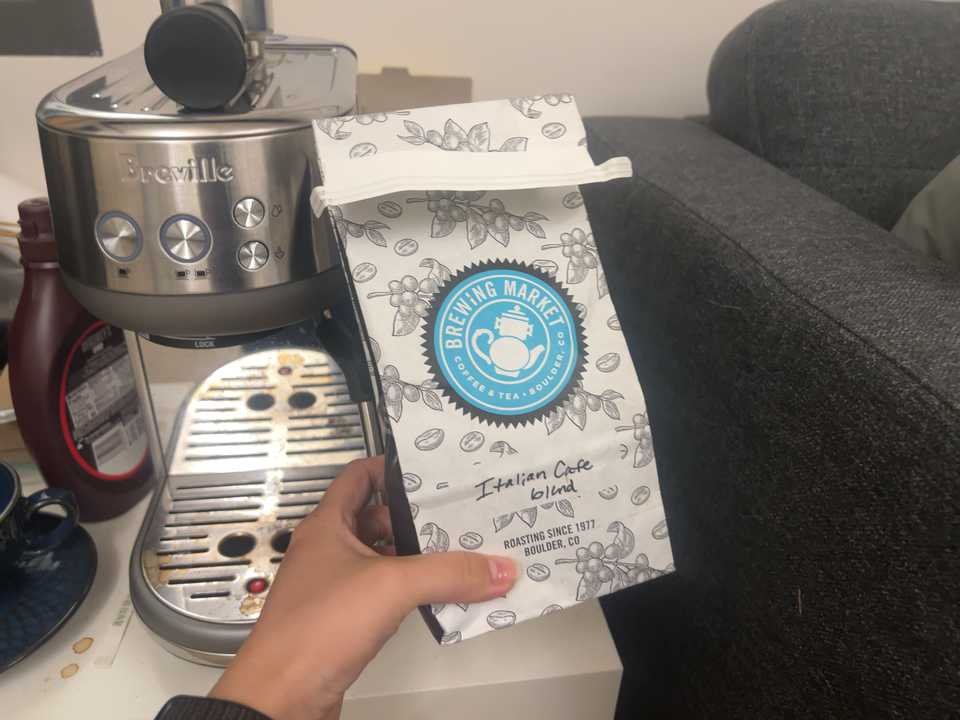 Breville
LOCK
BREWiNG MARKET
COFFEE & TEA • BOULDER, CO
Italian Cafe
blend
ROASTING SINCE 1977
BOULDER, CO